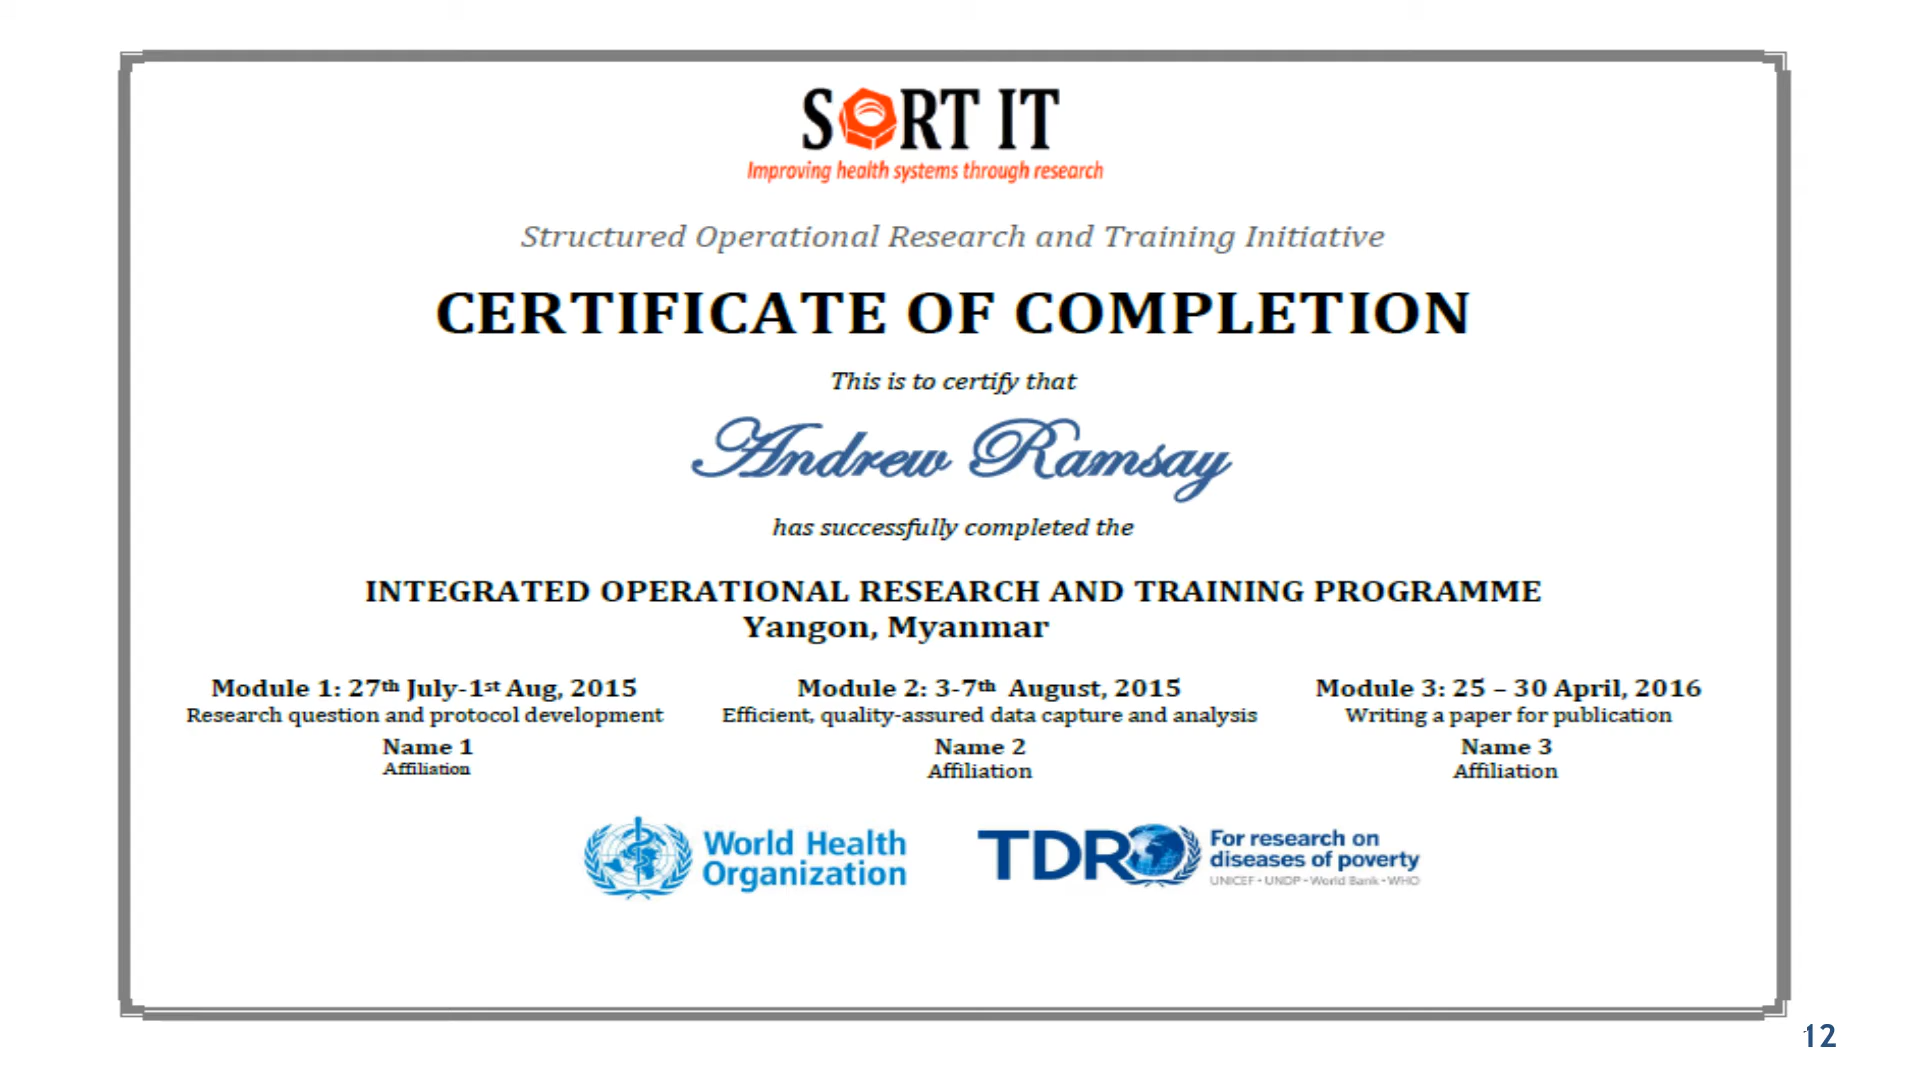 SORT IT
Improving health systems through research
Structured Operational Research and Training Initiative
CERTIFICATE OF COMPLETION
This is to certify that
Andrew Ramsay
has successfully completed the
INTEGRATED OPERATIONAL RESEARCH AND TRAINING PROGRAMME
Yangon, Myanmar
Module 1: 27th July-1st Aug, 2015
Research question and protocol development
Name 1
Affiliation
Module 2: 3-7th August, 2015
Efficient, quality-assured data capture and analysis
Name 2
Affiliation
Module 3: 25 – 30 April, 2016
Writing a paper for publication
Name 3
Affiliation
World Health
Organization
TDR
For research on
diseases of poverty
UNICEF • UNDP • World Bank • WHO
12